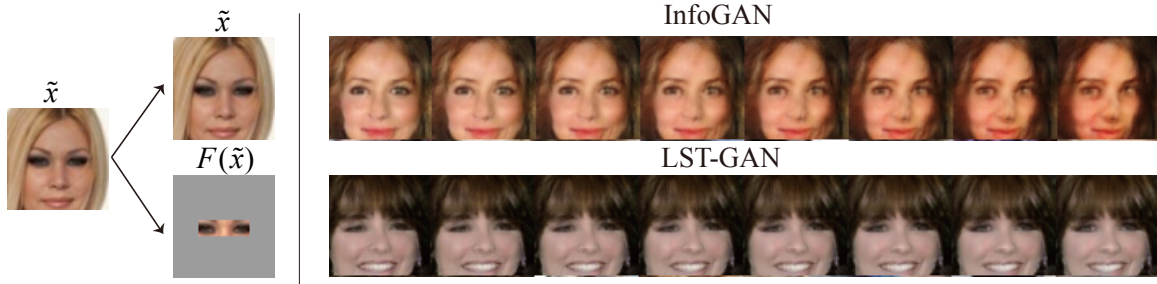 x̃
x̃
F(x̃)
InfoGAN
LST-GAN